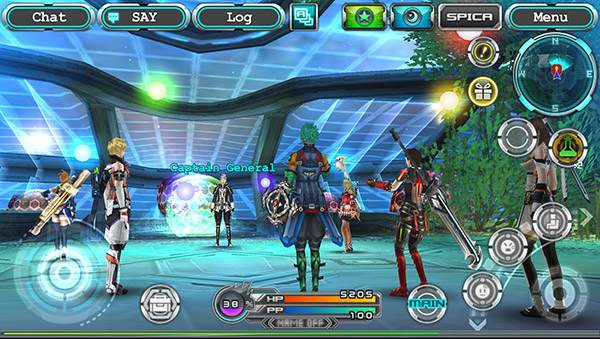 Chat
SAY
Log
SPICA
Menu
N
W
E
S
Captain General
38 %
HP 5205
PP 100
NAME OFF
MAIN